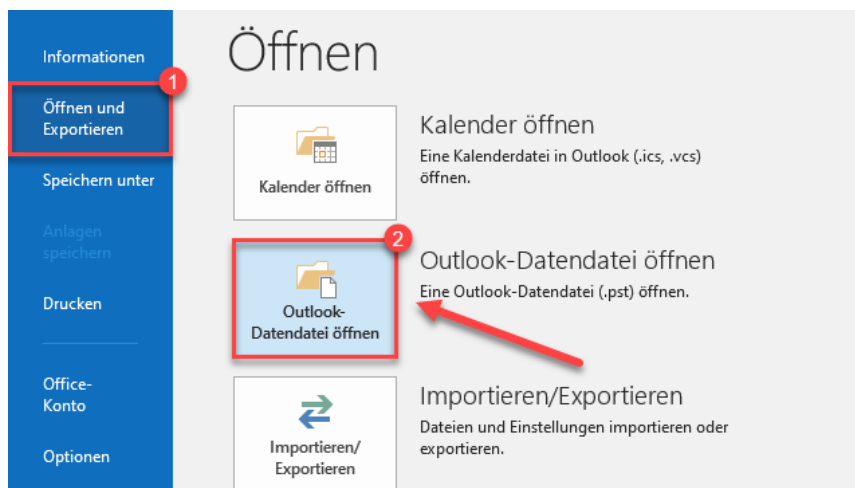 Informationen
1
Öffnen und
Exportieren
Speichern unter
Anlagen
speichern
Drucken
Office-
Konto
Optionen
Öffnen
Kalender öffnen
Kalender öffnen
Eine Kalenderdatei in Outlook (.ics, .vcs)
öffnen.
2
Outlook-
Datendatei öffnen
Outlook-Datendatei öffnen
Eine Outlook-Datendatei (.pst) öffnen.
Importieren/
Exportieren
Importieren/Exportieren
Dateien und Einstellungen importieren oder
exportieren.